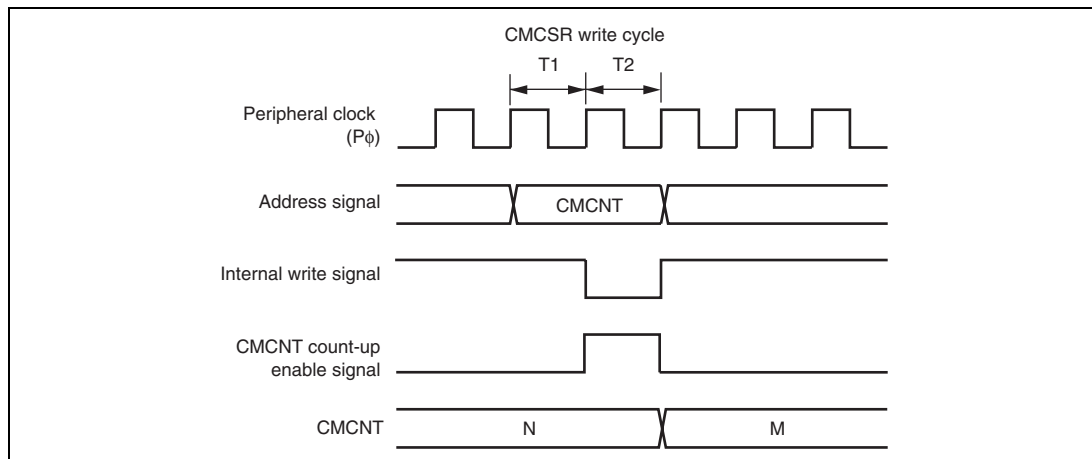 CMCSR write cycle
T1 T2
Peripheral clock
(Pϕ)
Address signal CMCNT
Internal write signal
CMCNT count-up
enable signal
CMCNT N M